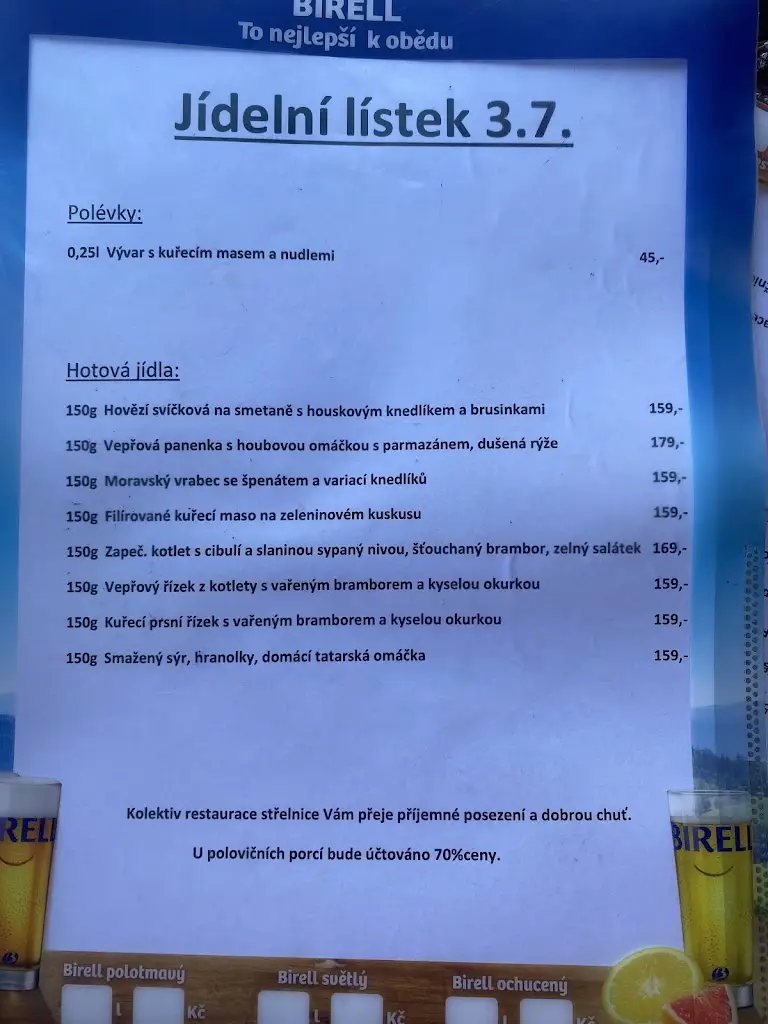 BIRELL
To nejlepší k obědu
Jídelní lístek 3.7.
Polévky:
0,25l Vývar s kuřecím masem a nudlemi 45,-
Hotová jídla:
150g Hovězí svíčková na smetaně s houskovým knedlíkem a brusinkami 159,-
150g Vepřová panenka s houbovou omáčkou s parmazánem, dušená rýže 179,-
150g Moravský vrabec se špenátem a variací knedlíků 159,-
150g Filírované kuřecí maso na zeleninovém kuskusu 159,-
150g Zapeč. kotlet s cibulí a slaninou sypaný nivou, šťouchaný brambor, zelný salátek 169,-
150g Vepřový řízek z kotlety s vařeným bramborem a kyselou okurkou 159,-
150g Kuřecí prsní řízek s vařeným bramborem a kyselou okurkou 159,-
150g Smažený sýr, hranolky, domácí tatarská omáčka 159,-
Kolektiv restaurace střelnice Vám přeje příjemné posezení a dobrou chuť.
U polovičních porcí bude účtováno 70%ceny.
RELL BIRELL
Birell polotmavý Birell světlý Birell ochucený
l Kč l Kč l Kč